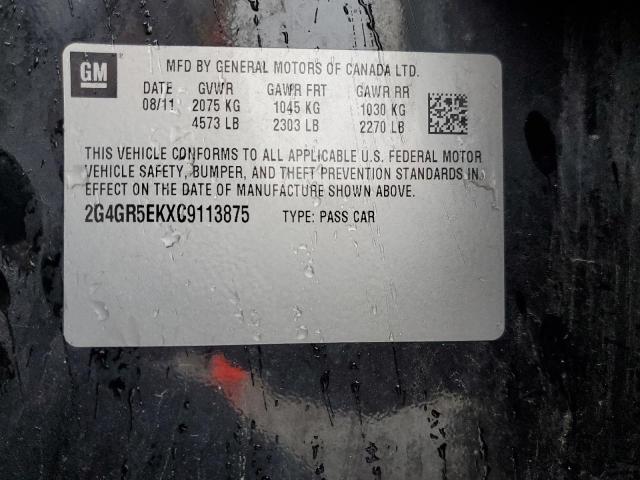 GM
MFD BY GENERAL MOTORS OF CANADA LTD.
DATE GVWR GAWR FRT GAWR RR
08/11 2075 KG 1045 KG 1030 KG
4573 LB 2303 LB 2270 LB
THIS VEHICLE CONFORMS TO ALL APPLICABLE U.S. FEDERAL MOTOR
VEHICLE SAFETY, BUMPER, AND THEFT PREVENTION STANDARDS IN
EFFECT ON THE DATE OF MANUFACTURE SHOWN ABOVE.
2G4GR5EKXC9113875 TYPE: PASS CAR